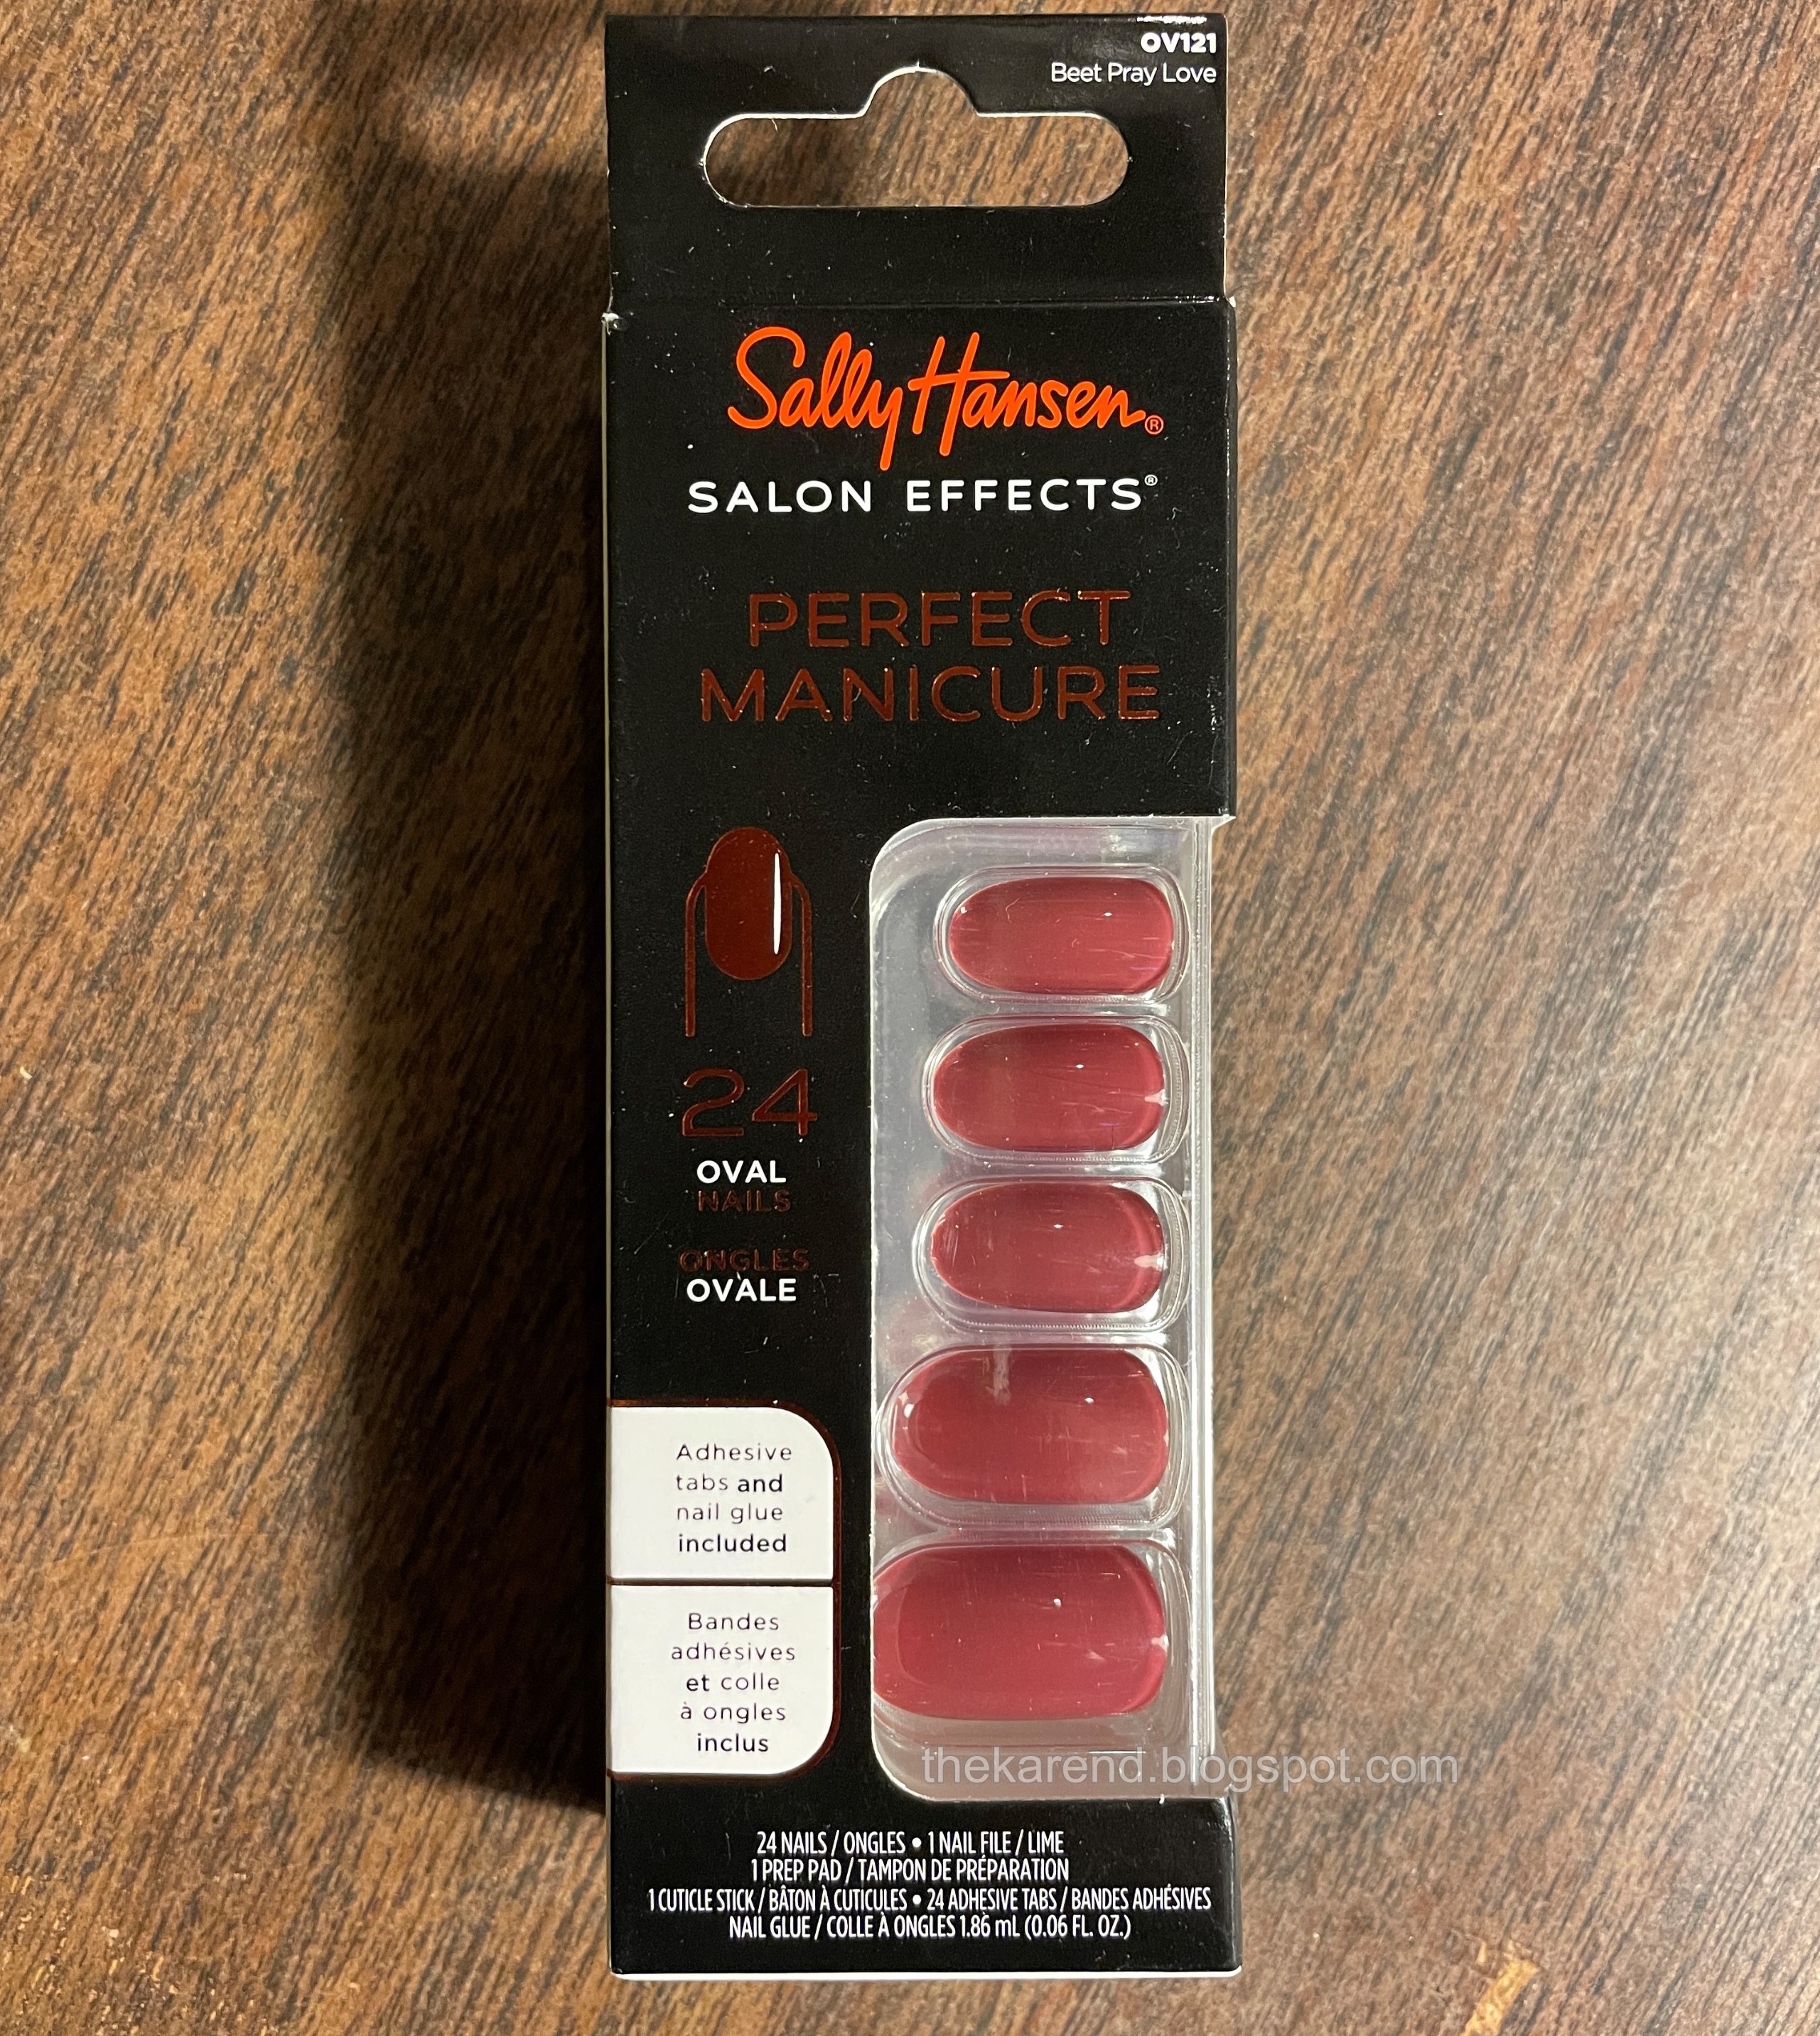 OV121
Beet Pray Love
Sally Hansen®
SALON EFFECTS®
PERFECT
MANICURE
24
OVAL
NAILS
ONGLES
OVALE
Adhesive
tabs and
nail glue
included
Bandes
adhésives
et colle
à ongles
inclus
thekarend.blogspot.com
24 NAILS / ONGLES • 1 NAIL FILE / LIME
1 PREP PAD / TAMPON DE PRÉPARATION
1 CUTICLE STICK / BÂTON À CUTICULES • 24 ADHESIVE TABS / BANDES ADHÉSIVES
NAIL GLUE / COLLE À ONGLES 1.86 mL (0.06 FL. OZ.)